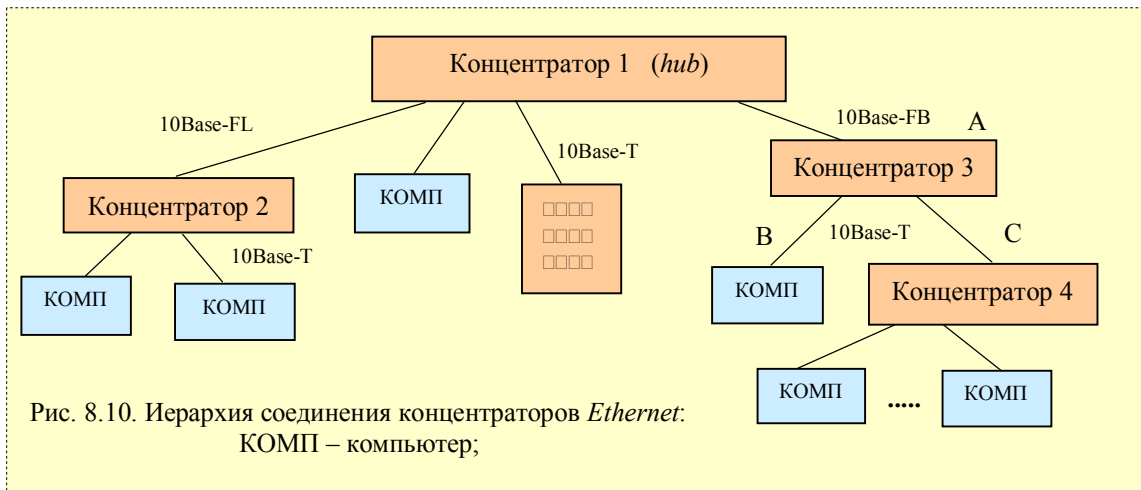 Концентратор 1 (hub)
10Base-FL
10Base-FB
A
10Base-T
Концентратор 3
КОМП
Концентратор 2
□□□□
□□□□
□□□□
B
10Base-T
C
10Base-T
КОМП
КОМП
КОМП
Концентратор 4
КОМП
.....
КОМП
Рис. 8.10. Иерархия соединения концентраторов Ethernet:
КОМП – компьютер;